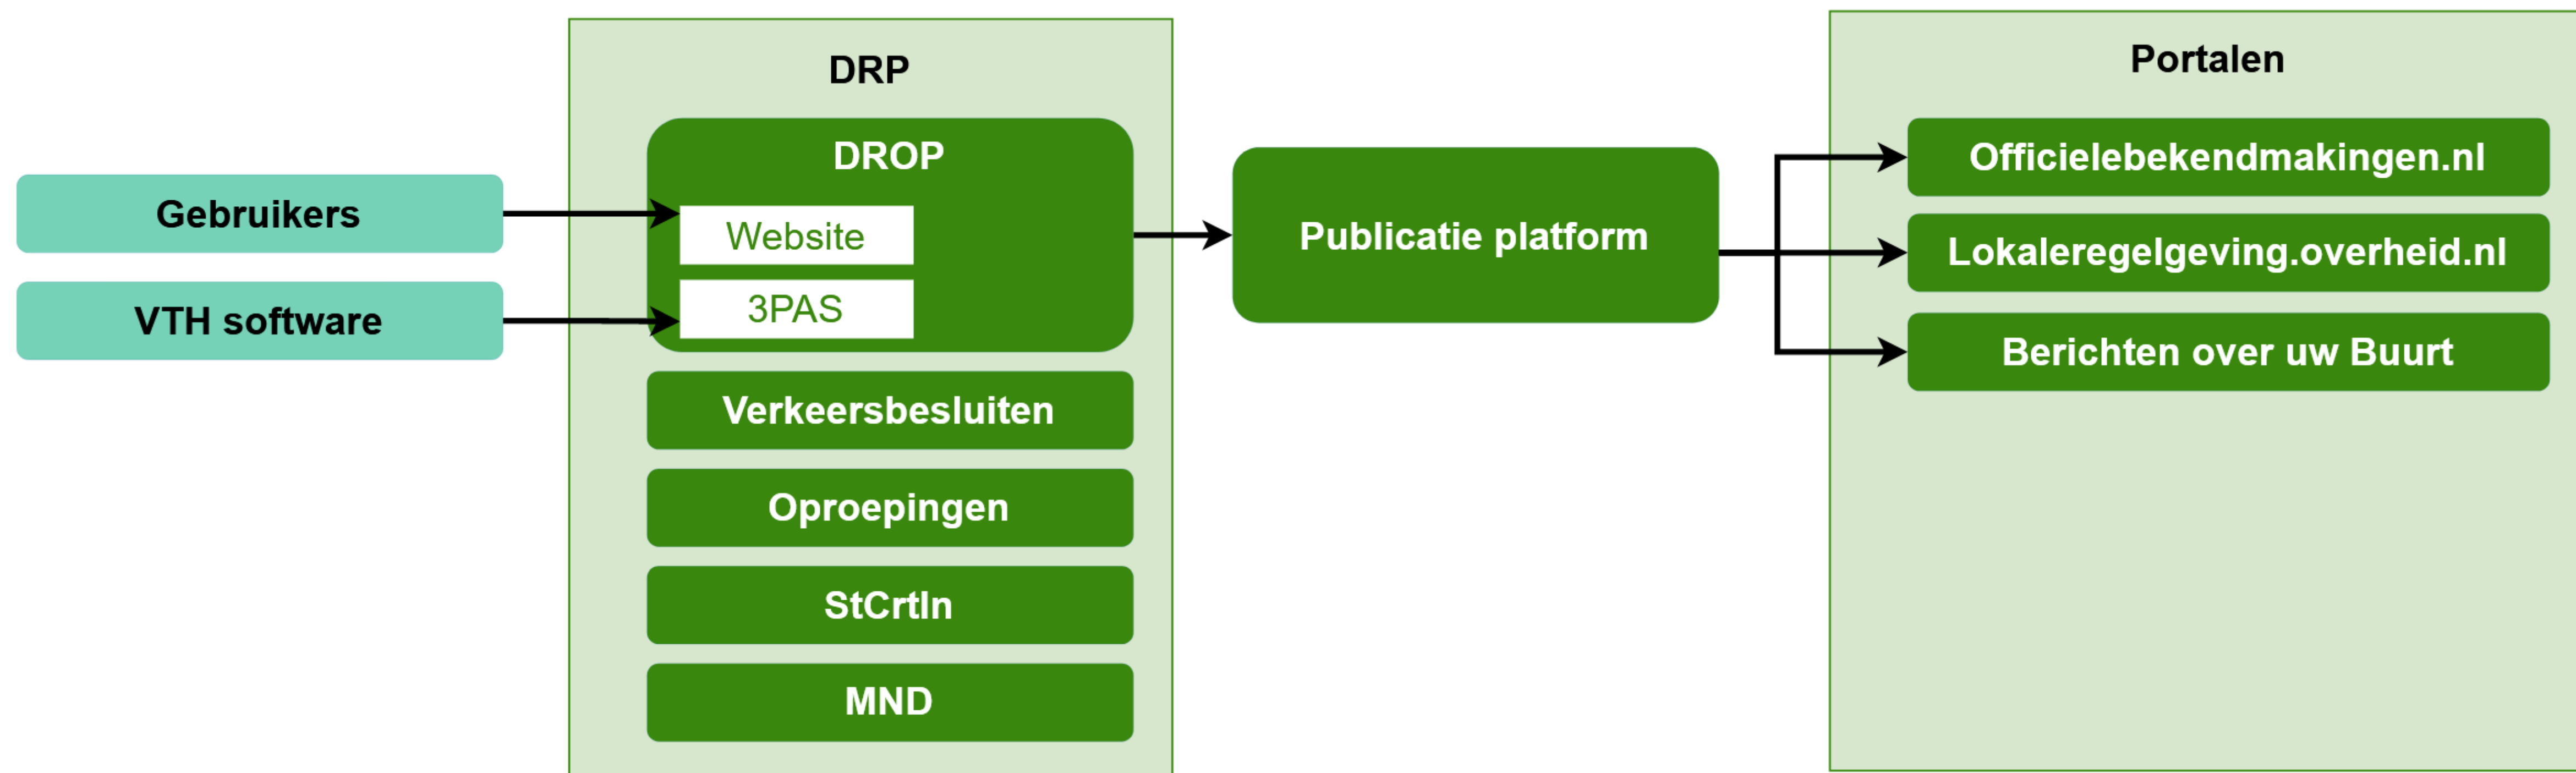 Gebruikers
VTH software
DRP
DROP
Website
3PAS
Verkeersbesluiten
Oproepingen
StCrtIn
MND
Publicatie platform
Portalen
Officielebekendmakingen.nl
Lokaleregelgeving.overheid.nl
Berichten over uw Buurt